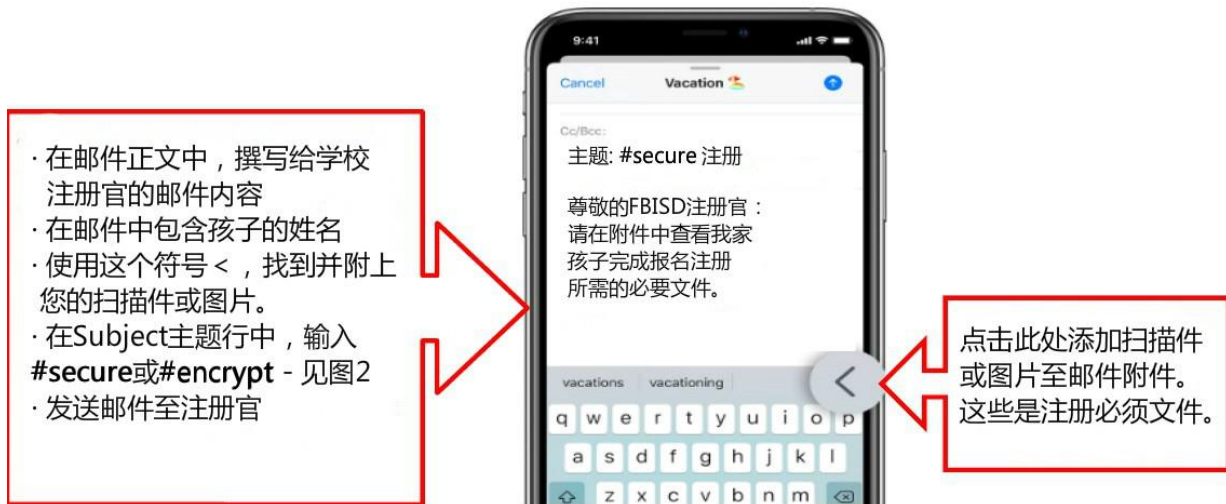 · 在邮件正文中，撰写给学校
注册官的邮件内容
· 在邮件中包含孩子的姓名
· 使用这个符号 < ，找到并附上
您的扫描件或图片。
· 在Subject主题行中，输入
#secure或#encrypt - 见图2
· 发送邮件至注册官
9:41
Cancel Vacation 🏖️
Cc/Bcc:
主题: #secure 注册
尊敬的FBISD注册官：
请在附件中查看我家
孩子完成报名注册
所需的必要文件。
vacations vacationing <
q w e r t y u i o p
a s d f g h j k l
z x c v b n m
点击此处添加扫描件
或图片至邮件附件。
这些是注册必须文件。